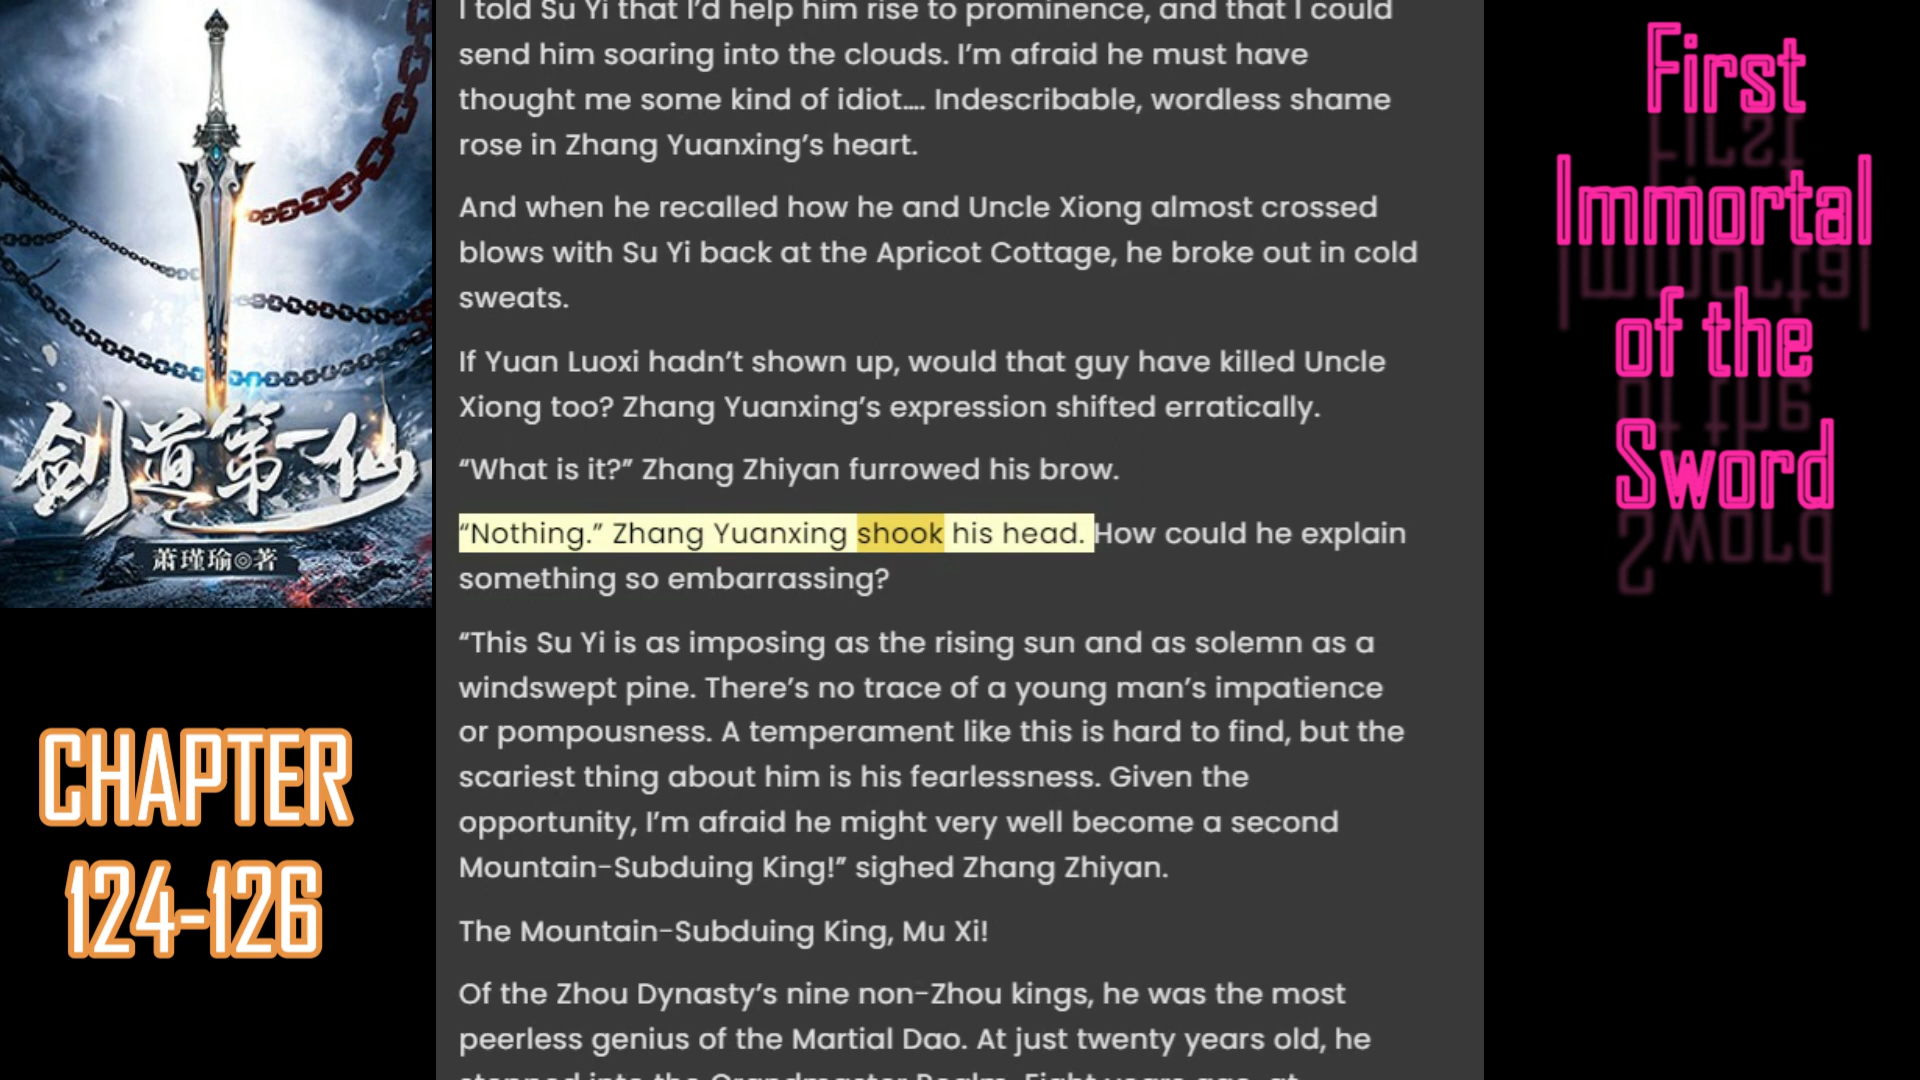 剑道第一仙
萧瑾瑜◎著
CHAPTER
124-126
I told Su Yi that I’d help him rise to prominence, and that I could
send him soaring into the clouds. I’m afraid he must have
thought me some kind of idiot…. Indescribable, wordless shame
rose in Zhang Yuanxing’s heart.
And when he recalled how he and Uncle Xiong almost crossed
blows with Su Yi back at the Apricot Cottage, he broke out in cold
sweats.
If Yuan Luoxi hadn’t shown up, would that guy have killed Uncle
Xiong too? Zhang Yuanxing’s expression shifted erratically.
“What is it?” Zhang Zhiyan furrowed his brow.
“Nothing.” Zhang Yuanxing shook his head. How could he explain
something so embarrassing?
“This Su Yi is as imposing as the rising sun and as solemn as a
windswept pine. There’s no trace of a young man’s impatience
or pompousness. A temperament like this is hard to find, but the
scariest thing about him is his fearlessness. Given the
opportunity, I’m afraid he might very well become a second
Mountain-Subduing King!” sighed Zhang Zhiyan.
The Mountain-Subduing King, Mu Xi!
Of the Zhou Dynasty’s nine non-Zhou kings, he was the most
peerless genius of the Martial Dao. At just twenty years old, he
stepped into the Grandmaster Realm. Eight years ago, at
First
Immortal
of the
Sword